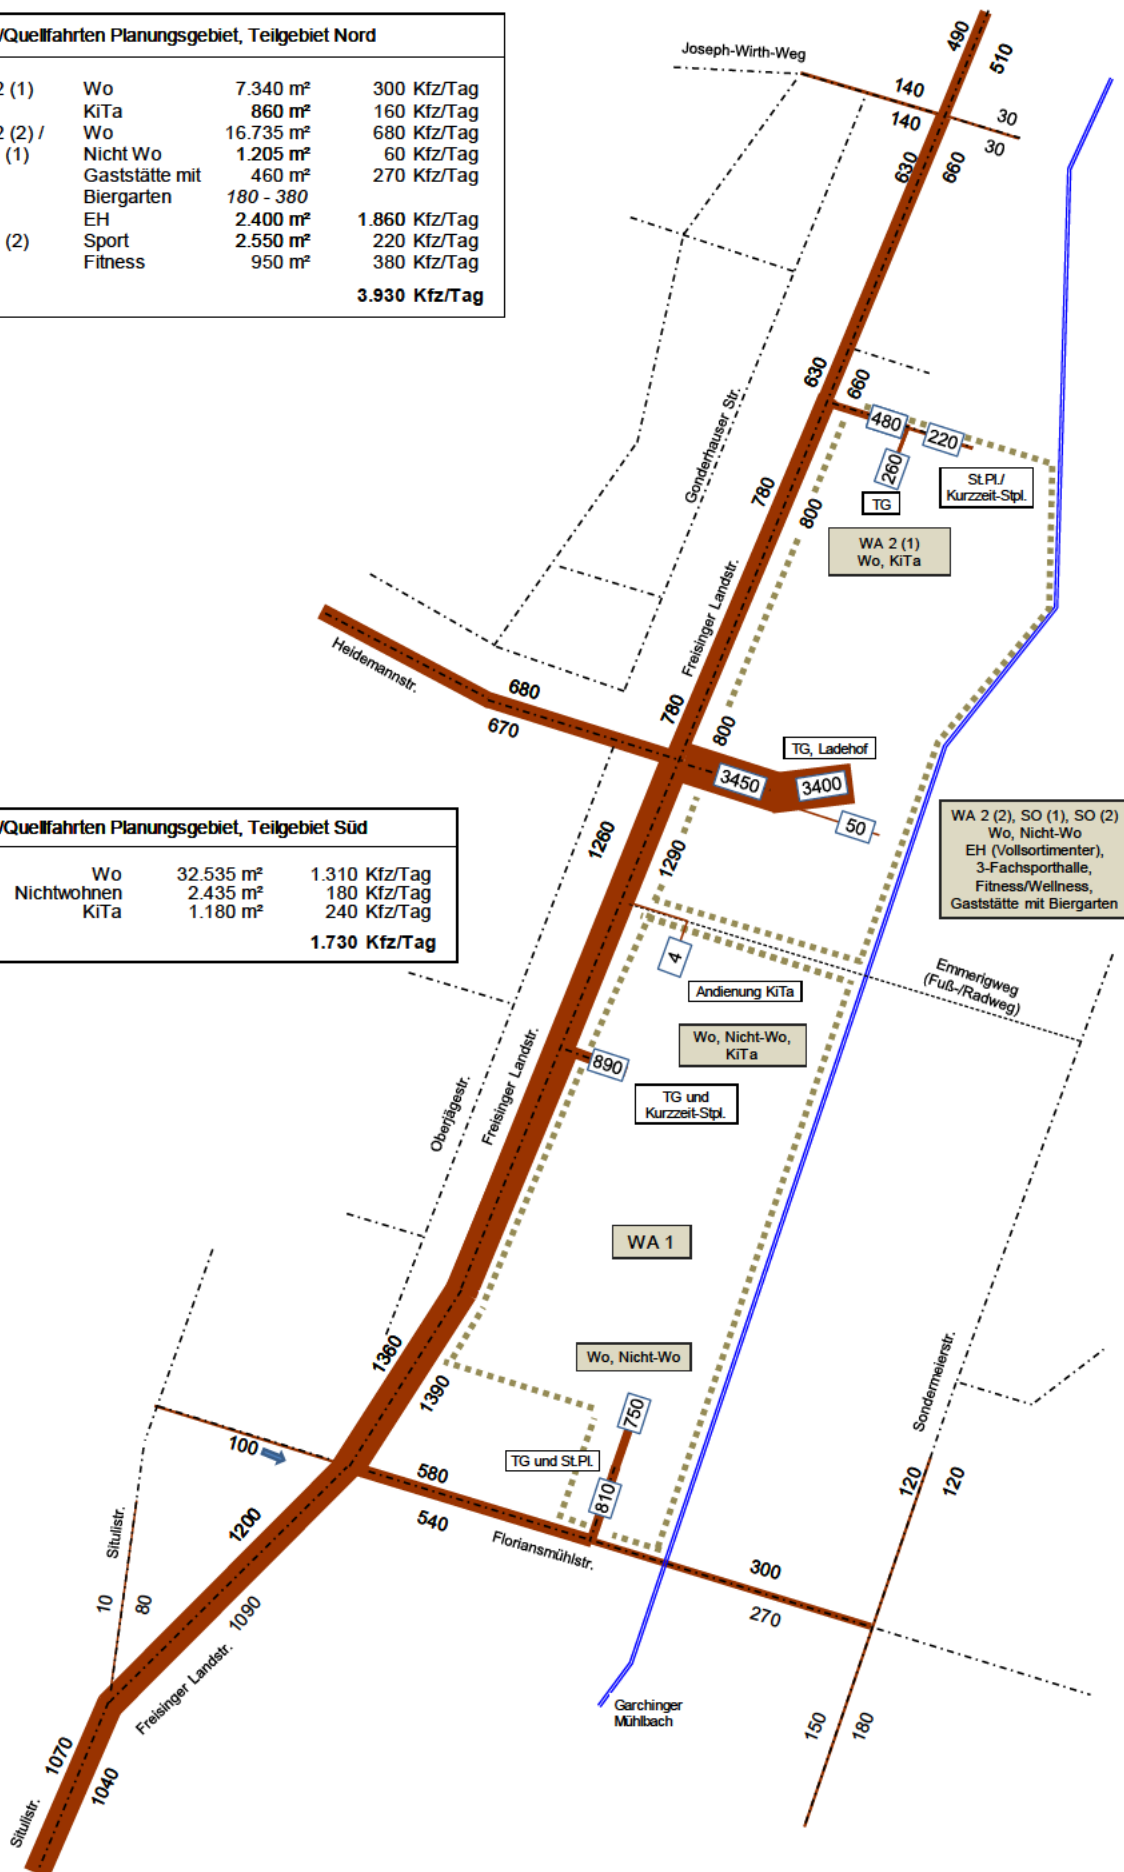 /Quellfahrten Planungsgebiet, Teilgebiet Nord
2 (1) Wo 7.340 m² 300 Kfz/Tag
KiTa 860 m² 160 Kfz/Tag
2 (2) / Wo 16.735 m² 680 Kfz/Tag
(1) Nicht Wo 1.205 m² 60 Kfz/Tag
Gaststätte mit 460 m² 270 Kfz/Tag
Biergarten 180 - 380
EH 2.400 m² 1.860 Kfz/Tag
(2) Sport 2.550 m² 220 Kfz/Tag
Fitness 950 m² 380 Kfz/Tag
3.930 Kfz/Tag
490
510
Joseph-Wirth-Weg
140
140
30
30
630
660
630
660
480
220
260
St.Pl./
Kurzzeit-Stpl.
TG
WA 2 (1)
Wo, KiTa
Gonderhauser Str.
780
800
Freisinger Landstr.
Heidemannstr.
680
670
780
800
TG, Ladehof
3450
3400
50
WA 2 (2), SO (1), SO (2)
Wo, Nicht-Wo
EH (Vollsortimenter),
3-Fachsporthalle,
Fitness/Wellness,
Gaststätte mit Biergarten
/Quellfahrten Planungsgebiet, Teilgebiet Süd
Wo 32.535 m² 1.310 Kfz/Tag
Nichtwohnen 2.435 m² 180 Kfz/Tag
KiTa 1.180 m² 240 Kfz/Tag
1.730 Kfz/Tag
1260
1290
4
Andienung KiTa
Emmerigweg
(Fuß-/Radweg)
Wo, Nicht-Wo,
KiTa
890
TG und
Kurzzeit-Stpl.
Oberjägestr.
Freisinger Landstr.
WA 1
Wo, Nicht-Wo
1360
1390
750
TG und St.Pl.
810
Sondermeierstr.
100
580
540
Floriansmühlstr.
120
120
1200
1090
Situlistr.
10
80
300
270
Freisinger Landstr.
Garchinger
Mühlbach
150
180
1070
1040
Situlistr.